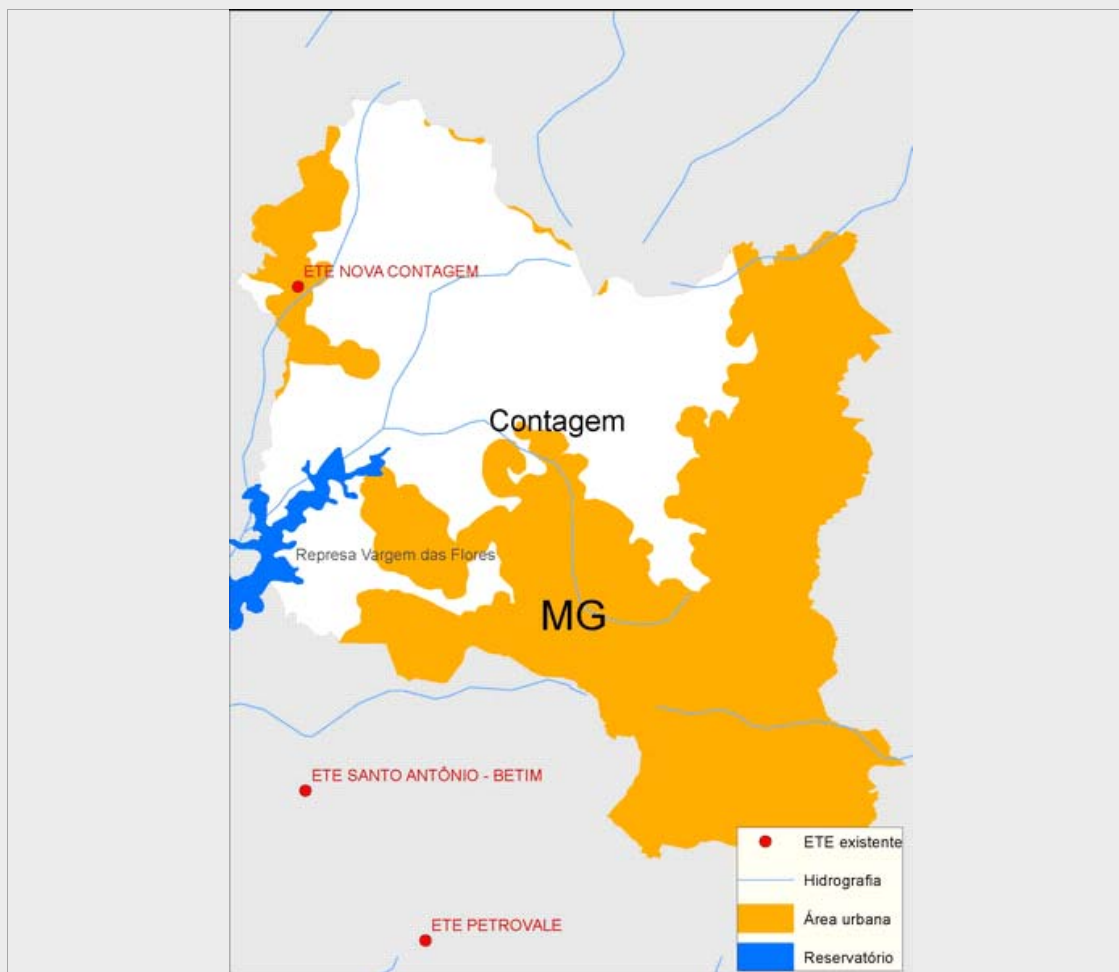 ETE NOVA CONTAGEM
Contagem
Represa Vargem das Flores
MG
ETE SANTO ANTÔNIO - BETIM
ETE PETROVALE
ETE existente
Hidrografia
Área urbana
Reservatório